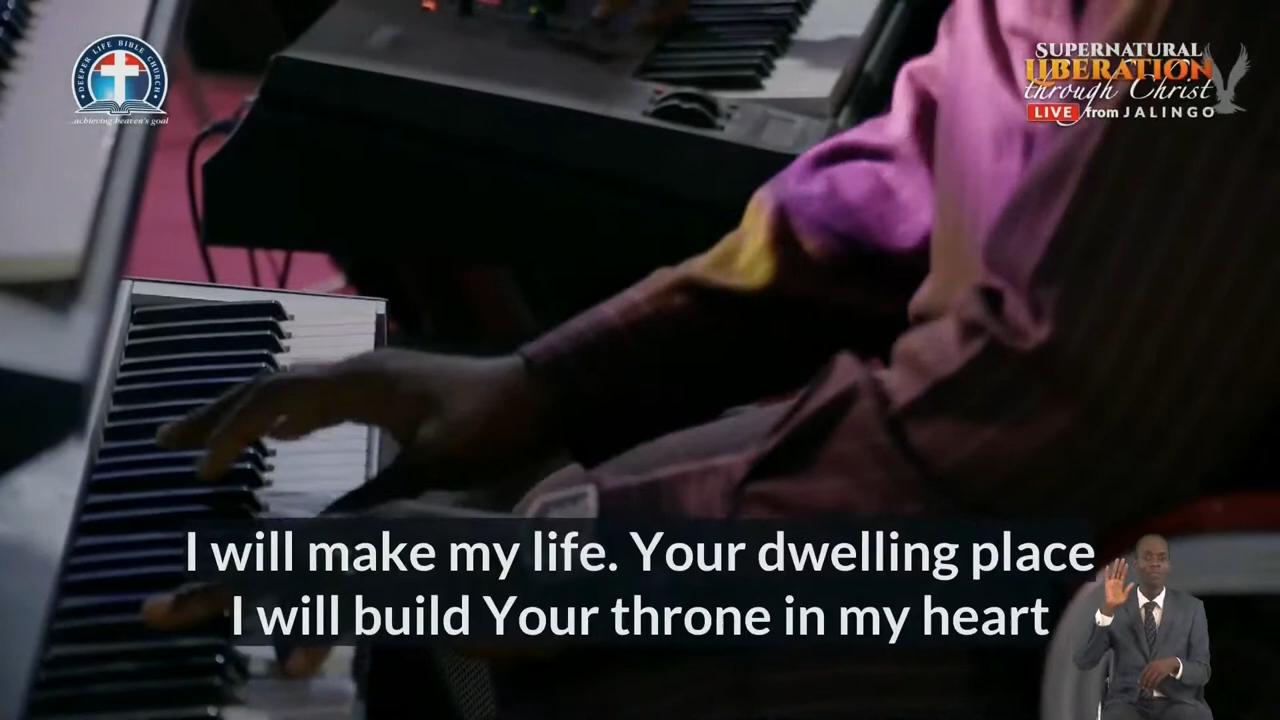 DEEPER LIFE BIBLE CHURCH
...achieving heaven's goal
SUPERNATURAL
LIBERATION
through Christ
LIVE from JALINGO
I will make my life. Your dwelling place
I will build Your throne in my heart